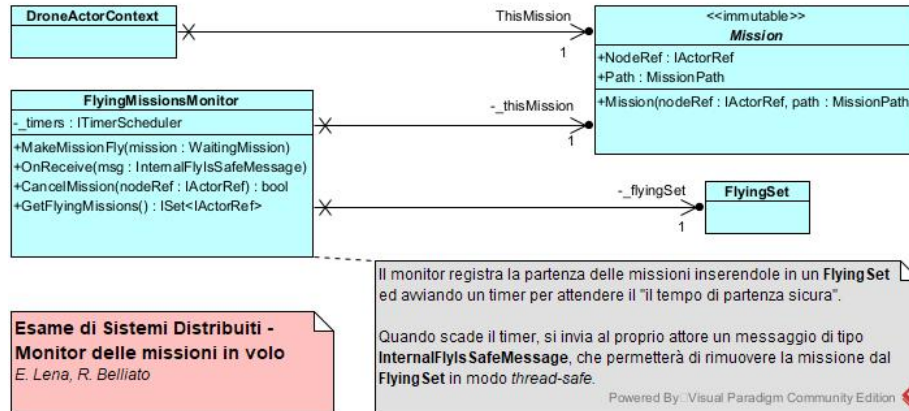 DroneActorContext
ThisMission
1
<<immutable>>
Mission
+NodeRef : IActorRef
+Path : MissionPath
+Mission(nodeRef : IActorRef, path : MissionPath
FlyingMissionsMonitor
-_timers : ITimerScheduler
+MakeMissionFly(mission : WaitingMission)
+OnReceive(msg : InternalFlyIsSafeMessage)
+CancelMission(nodeRef : IActorRef) : bool
+GetFlyingMissions() : ISet<IActorRef>
-_thisMission
1
-_flyingSet
1
FlyingSet
Il monitor registra la partenza delle missioni inserendole in un FlyingSet
ed avviando un timer per attendere il "il tempo di partenza sicura".
Quando scade il timer, si invia al proprio attore un messaggio di tipo
InternalFlyIsSafeMessage, che permetterà di rimuovere la missione dal
FlyingSet in modo thread-safe.
Esame di Sistemi Distribuiti -
Monitor delle missioni in volo
E. Lena, R. Belliato
Powered By Visual Paradigm Community Edition